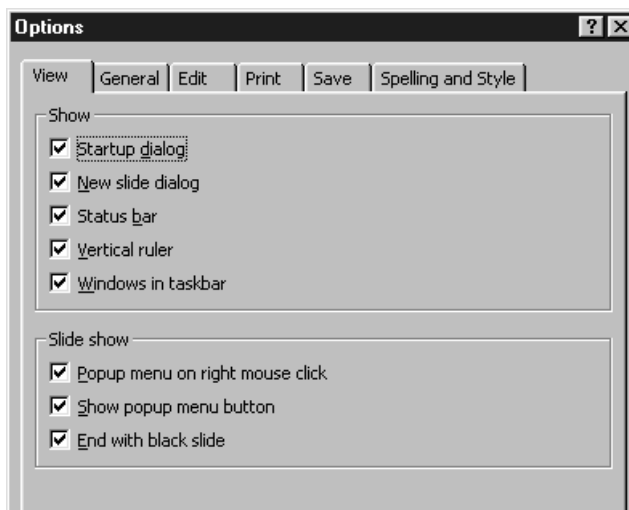 Options
View General Edit Print Save Spelling and Style
Show
Startup dialog
New slide dialog
Status bar
Vertical ruler
Windows in taskbar
Slide show
Popup menu on right mouse click
Show popup menu button
End with black slide